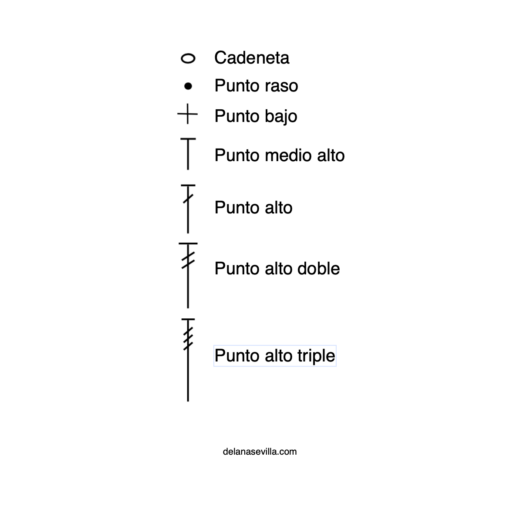 Cadeneta
Punto raso
Punto bajo
Punto medio alto
Punto alto
Punto alto doble
Punto alto triple
delanasevilla.com